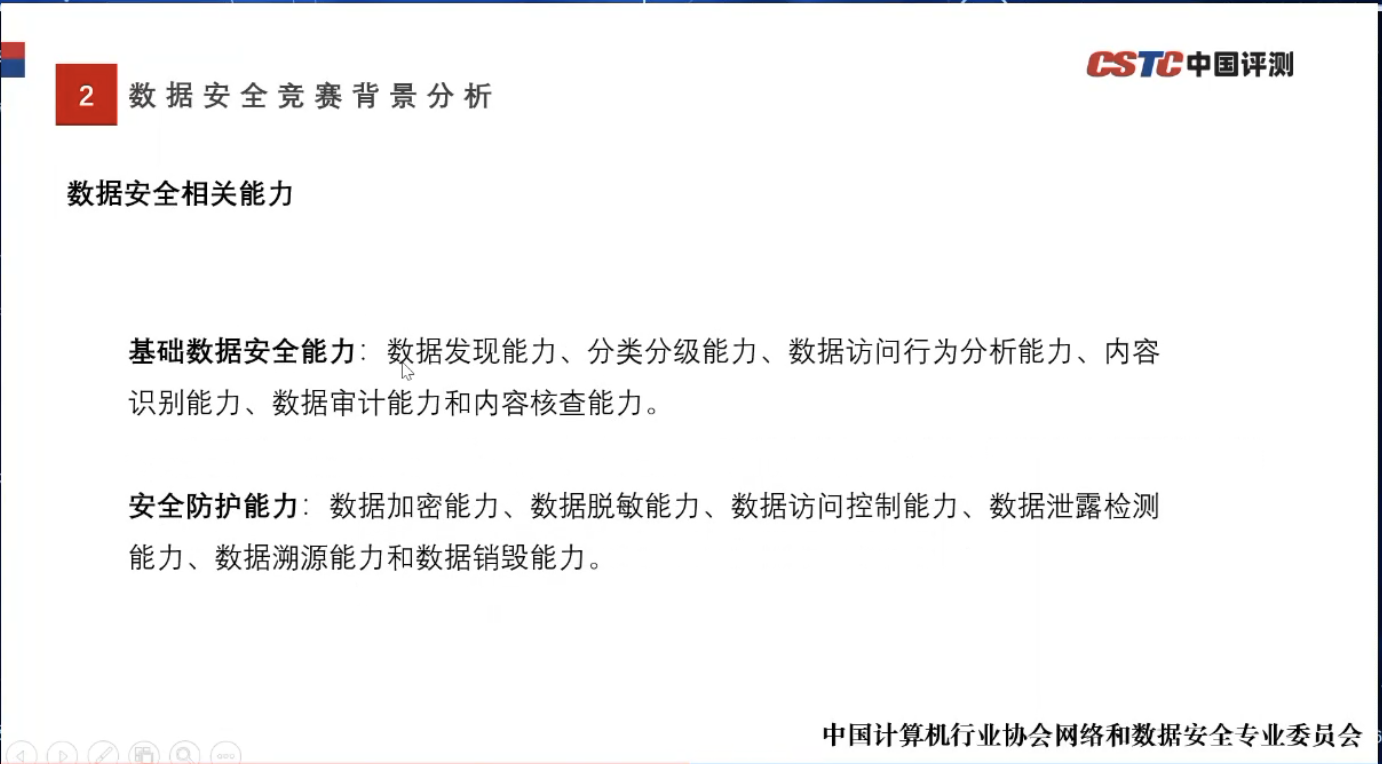 CSTC中国评测
2 数据安全竞赛背景分析
数据安全相关能力
基础数据安全能力：数据发现能力、分类分级能力、数据访问行为分析能力、内容
识别能力、数据审计能力和内容核查能力。
安全防护能力：数据加密能力、数据脱敏能力、数据访问控制能力、数据泄露检测
能力、数据溯源能力和数据销毁能力。
中国计算机行业协会网络和数据安全专业委员会